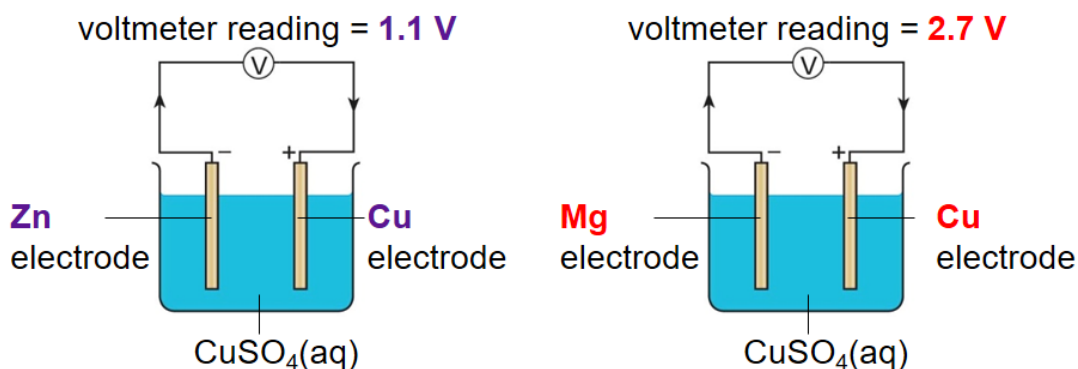 voltmeter reading = 1.1 V
V
− +
Zn
electrode
Cu
electrode
CuSO₄(aq)
voltmeter reading = 2.7 V
V
− +
Mg
electrode
Cu
electrode
CuSO₄(aq)